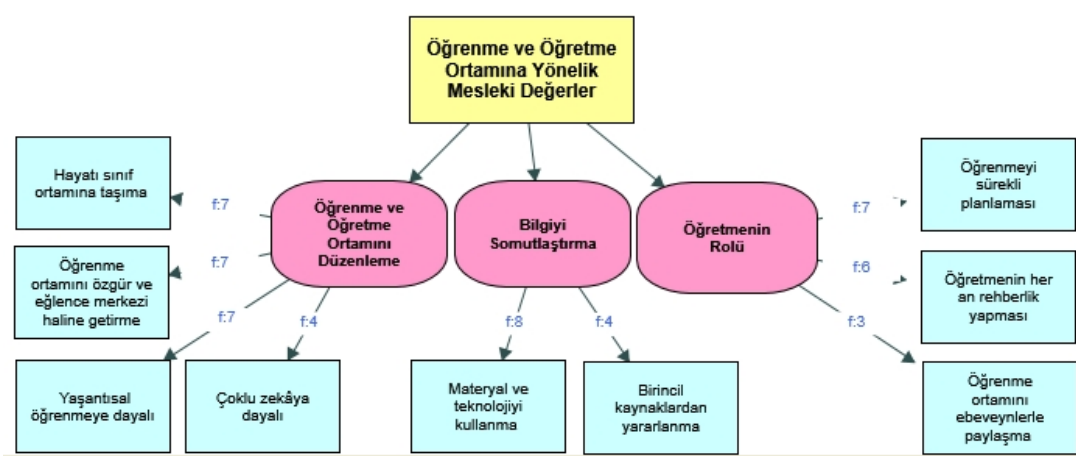 Öğrenme ve Öğretme
Ortamına Yönelik
Mesleki Değerler
Hayatı sınıf
ortamına taşıma
Öğrenmeyi
sürekli
planlaması
f:7
Öğrenme ve
Öğretme
Ortamını
Düzenleme
Bilgiyi
Somutlaştırma
Öğretmenin
Rolü
f:7
Öğrenme
ortamını özgür ve
eğlence merkezi
haline getirme
f:7
f:6
Öğretmenin her
an rehberlik
yapması
f:7
f:4
f:8
f:4
f:3
Yaşantısal
öğrenmeye dayalı
Çoklu zekâya
dayalı
Materyal ve
teknolojiyi
kullanma
Birincil
kaynaklardan
yararlanma
Öğrenme
ortamını
ebeveynlerle
paylaşma